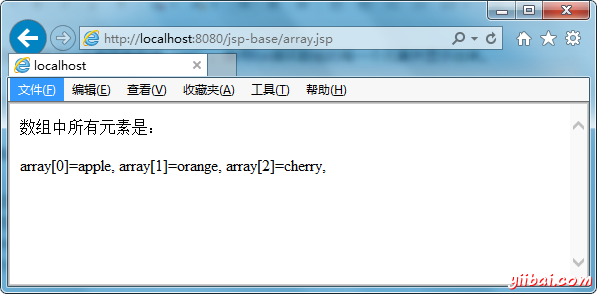 http://localhost:8080/jsp-base/array.jsp
localhost
文件(F) 编辑(E) 查看(V) 收藏夹(A) 工具(T) 帮助(H)
数组中所有元素是：
array[0]=apple, array[1]=orange, array[2]=cherry,
yiibai.com